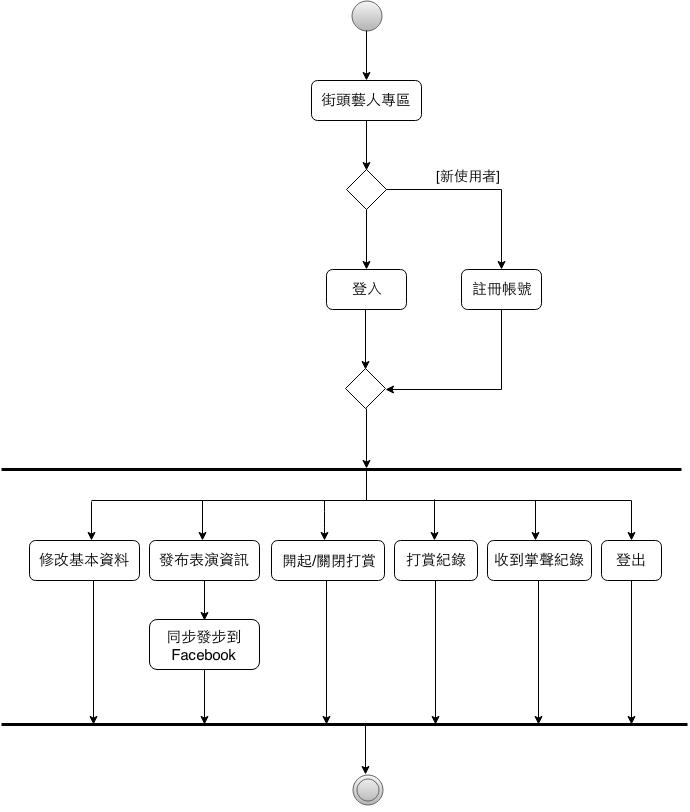 街頭藝人專區
[新使用者]
登入
註冊帳號
修改基本資料
發布表演資訊
開起/關閉打賞
打賞紀錄
收到掌聲紀錄
登出
同步發步到
Facebook